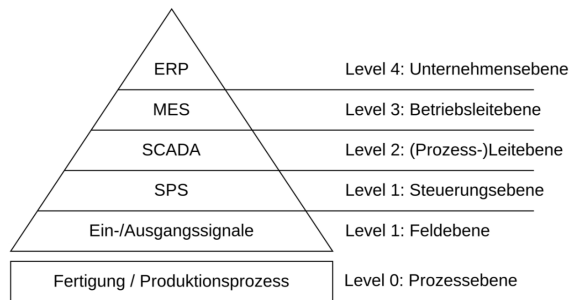 ERP Level 4: Unternehmensebene
MES Level 3: Betriebsleitebene
SCADA Level 2: (Prozess-)Leitebene
SPS Level 1: Steuerungsebene
Ein-/Ausgangssignale Level 1: Feldebene
Fertigung / Produktionsprozess Level 0: Prozessebene